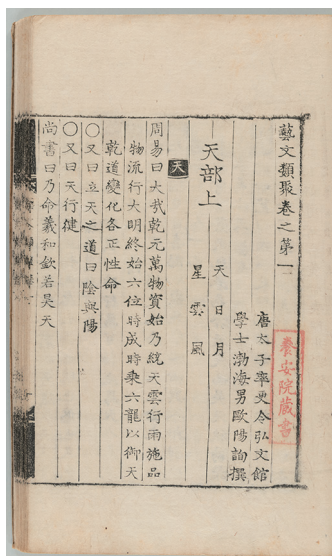 藝文類聚卷之第一
唐太子率更令弘文館
學士渤海男歐陽詢撰
天部上
天日月
星雲風
天
周易曰大哉乾元萬物資始乃統天雲行雨施品
物流行大明終始六位時成時乘六龍以御天
乾道變化各正性命
○又曰立天之道曰陰與陽
○又曰天行健
尚書曰乃命羲和欽若昊天
養安院蔵書